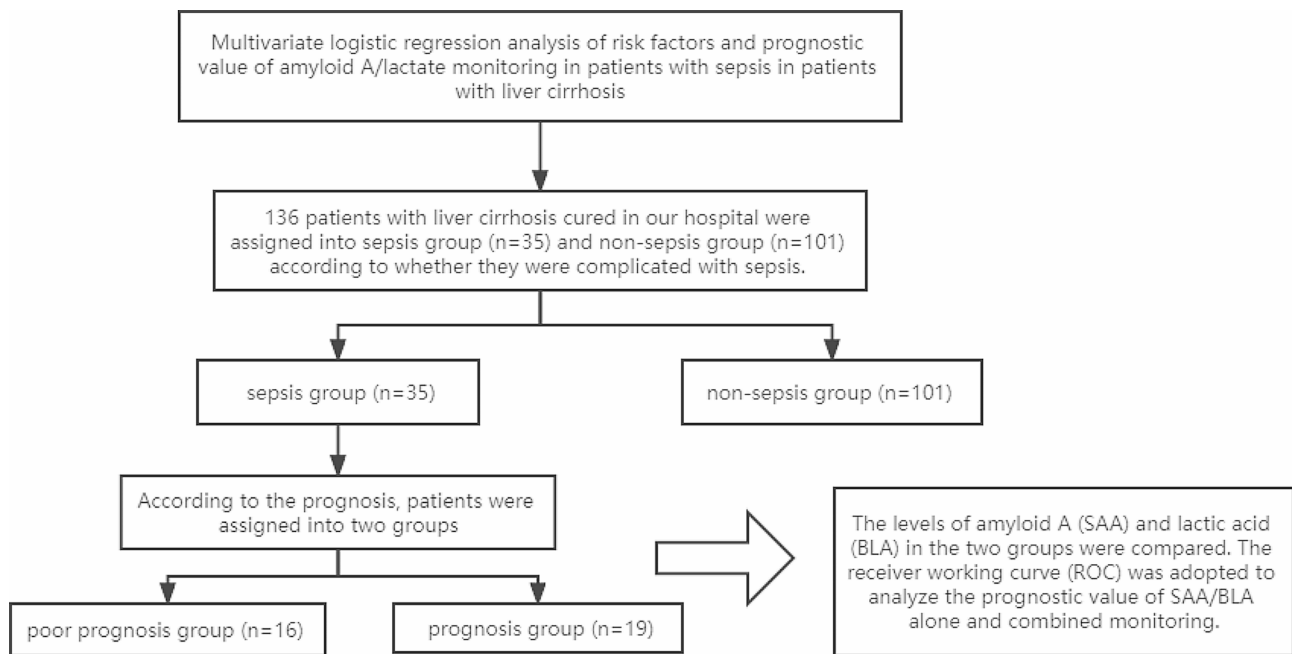 Multivariate logistic regression analysis of risk factors and prognostic
value of amyloid A/lactate monitoring in patients with sepsis in patients
with liver cirrhosis
136 patients with liver cirrhosis cured in our hospital were
assigned into sepsis group (n=35) and non-sepsis group (n=101)
according to whether they were complicated with sepsis.
sepsis group (n=35)
non-sepsis group (n=101)
According to the prognosis, patients were
assigned into two groups
poor prognosis group (n=16)
prognosis group (n=19)
The levels of amyloid A (SAA) and lactic acid
(BLA) in the two groups were compared. The
receiver working curve (ROC) was adopted to
analyze the prognostic value of SAA/BLA
alone and combined monitoring.